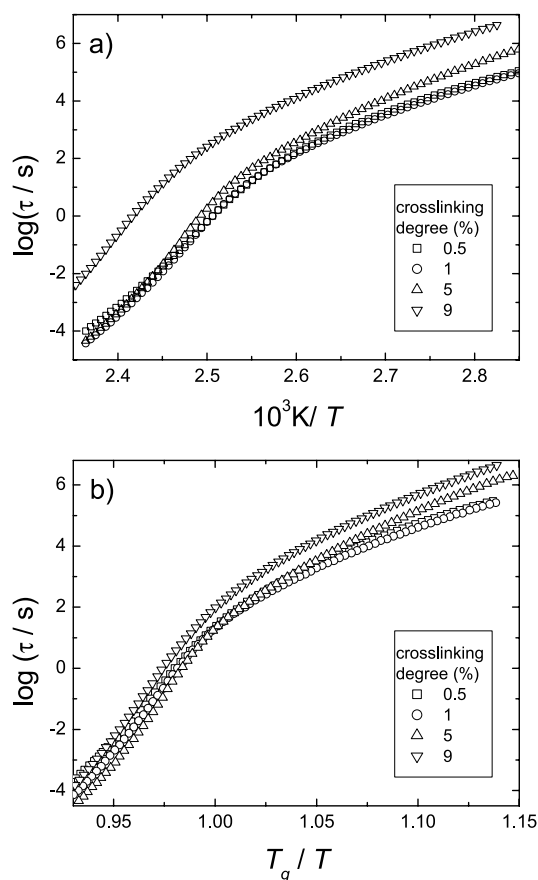 a)
log(τ / s)
6
4
2
0
-2
-4
crosslinking
degree (%)
0.5
1
5
9
2.4 2.5 2.6 2.7 2.8
10³K/ T
b)
log (τ / s)
6
4
2
0
-2
-4
crosslinking
degree (%)
0.5
1
5
9
0.95 1.00 1.05 1.10 1.15
T_g / T